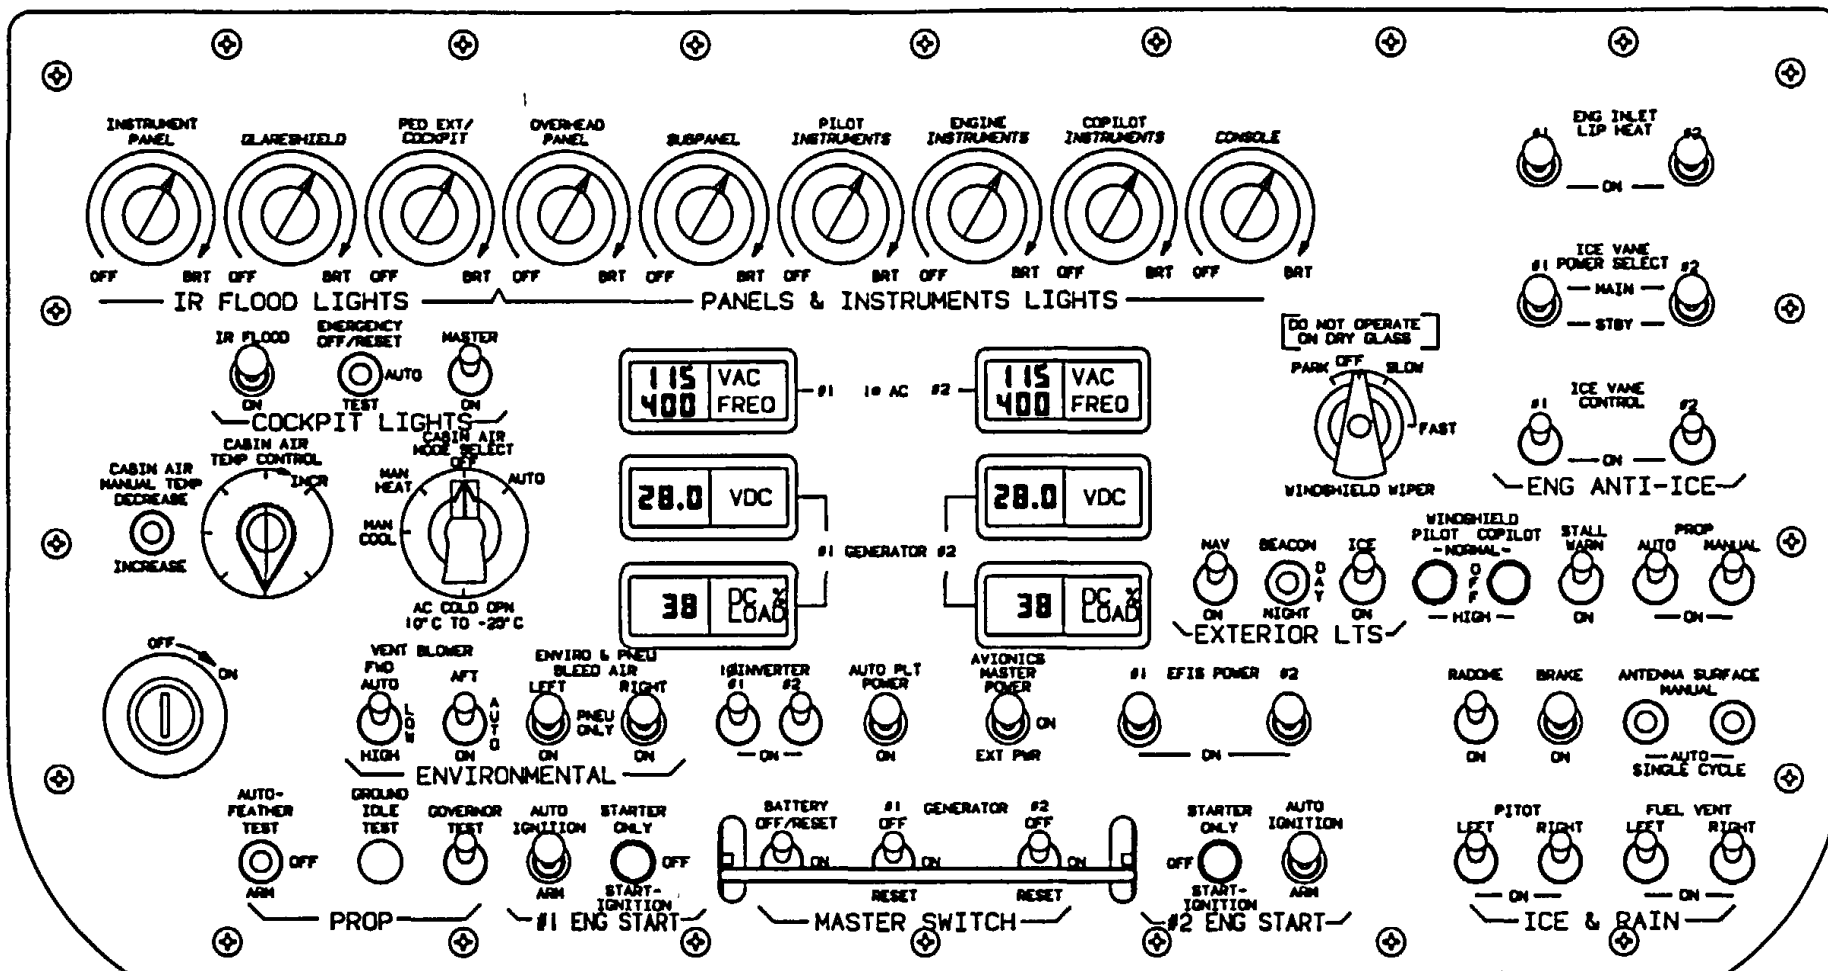 INSTRUMENT
PANEL
GLARESHIELD
PED EXT/
COCKPIT
OVERHEAD
PANEL
SUBPANEL
PILOT
INSTRUMENTS
ENGINE
INSTRUMENTS
COPILOT
INSTRUMENTS
CONSOLE
OFF BRT OFF BRT OFF BRT OFF BRT OFF BRT OFF BRT OFF BRT OFF BRT OFF BRT
IR FLOOD LIGHTS
PANELS & INSTRUMENTS LIGHTS
ENG INLET
#1 LIP HEAT #2
ON
ICE VANE
#1 POWER SELECT #2
MAIN
STBY
ICE VANE
#1 CONTROL #2
ON
ENG ANTI-ICE
IR FLOOD
ON
EMERGENCY
OFF/RESET
AUTO
TEST
MASTER
ON
COCKPIT LIGHTS
115 VAC
400 FREQ
#1 1Ø AC #2
115 VAC
400 FREQ
28.0 VDC
28.0 VDC
#1 GENERATOR #2
38 DC %
LOAD
38 DC %
LOAD
DO NOT OPERATE
ON DRY GLASS
PARK OFF SLOW
FAST
WINDSHIELD WIPER
CABIN AIR
MANUAL TEMP
DECREASE
INCREASE
CABIN AIR
TEMP CONTROL
INCR
CABIN AIR
MODE SELECT
OFF
MAN
HEAT
AUTO
MAN
COOL
AC COLD OPN
10°C TO -25°C
NAV
ON
BEACON
DAY
NIGHT
ICE
ON
EXTERIOR LTS
WINDSHIELD
PILOT COPILOT
NORMAL
OFF
HIGH
STALL
WARN
ON
PROP
AUTO MANUAL
ON
OFF
ON
VENT BLOWER
FWD
AUTO
LOW
HIGH
AFT
AUTO
ON
ENVIRO & PNEU
BLEED AIR
LEFT RIGHT
PNEU
ONLY
ON ON
ENVIRONMENTAL
1ØINVERTER
#1 #2
ON
AUTO PLT
POWER
ON
AVIONICS
MASTER
POWER
ON
EXT PWR
#1 EFIS POWER #2
ON
RADOME
ON
BRAKE
ON
ANTENNA SURFACE
MANUAL
AUTO
SINGLE CYCLE
AUTO-
FEATHER
TEST
OFF
ARM
GROUND
IDLE
TEST
GOVERNOR
TEST
PROP
AUTO
IGNITION
ARM
STARTER
ONLY
OFF
START-
IGNITION
#1 ENG START
BATTERY
OFF/RESET
ON
#1 GENERATOR #2
OFF OFF
ON ON
RESET RESET
MASTER SWITCH
STARTER
ONLY
OFF
START-
IGNITION
AUTO
IGNITION
ARM
#2 ENG START
PITOT
LEFT RIGHT
ON
FUEL VENT
LEFT RIGHT
ON
ICE & RAIN